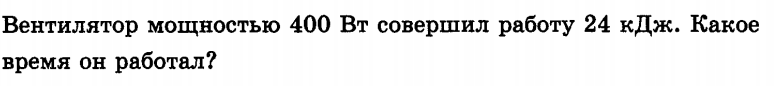 Вентилятор мощностью 400 Вт совершил работу 24 кДж. Какое
время он работал?